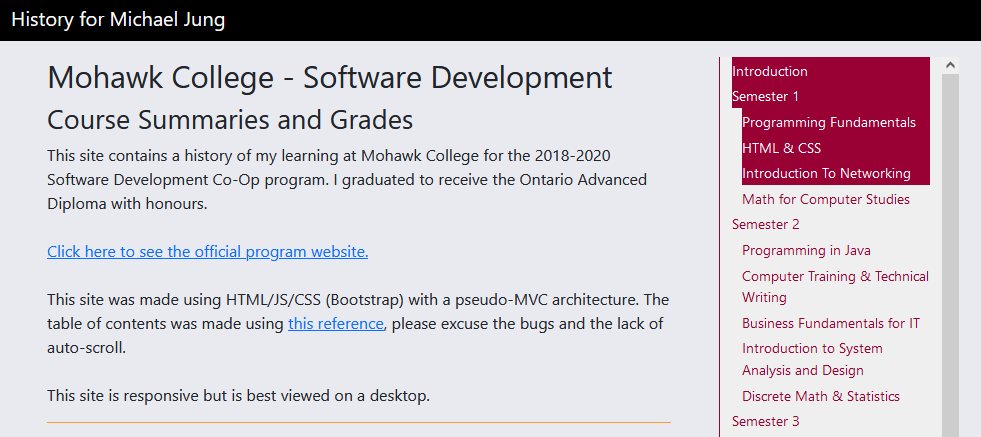 History for Michael Jung
Mohawk College - Software Development
Course Summaries and Grades
This site contains a history of my learning at Mohawk College for the 2018-2020
Software Development Co-Op program. I graduated to receive the Ontario Advanced
Diploma with honours.
Click here to see the official program website.
This site was made using HTML/JS/CSS (Bootstrap) with a pseudo-MVC architecture. The
table of contents was made using this reference, please excuse the bugs and the lack of
auto-scroll.
This site is responsive but is best viewed on a desktop.
Introduction
Semester 1
Programming Fundamentals
HTML & CSS
Introduction To Networking
Math for Computer Studies
Semester 2
Programming in Java
Computer Training & Technical
Writing
Business Fundamentals for IT
Introduction to System
Analysis and Design
Discrete Math & Statistics
Semester 3